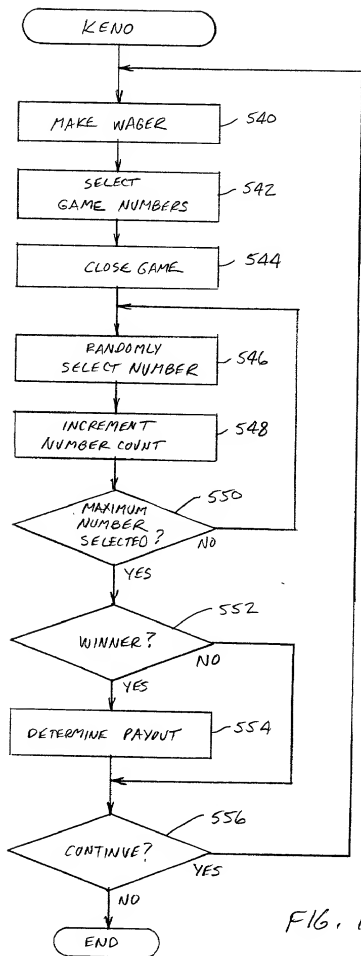 KENO
MAKE WAGER
540
SELECT
GAME NUMBERS
542
CLOSE GAME
544
RANDOMLY
SELECT NUMBER
546
INCREMENT
NUMBER COUNT
548
MAXIMUM
NUMBER
SELECTED?
550
NO
YES
WINNER?
552
NO
YES
DETERMINE PAYOUT
554
CONTINUE?
556
YES
NO
END
FIG.